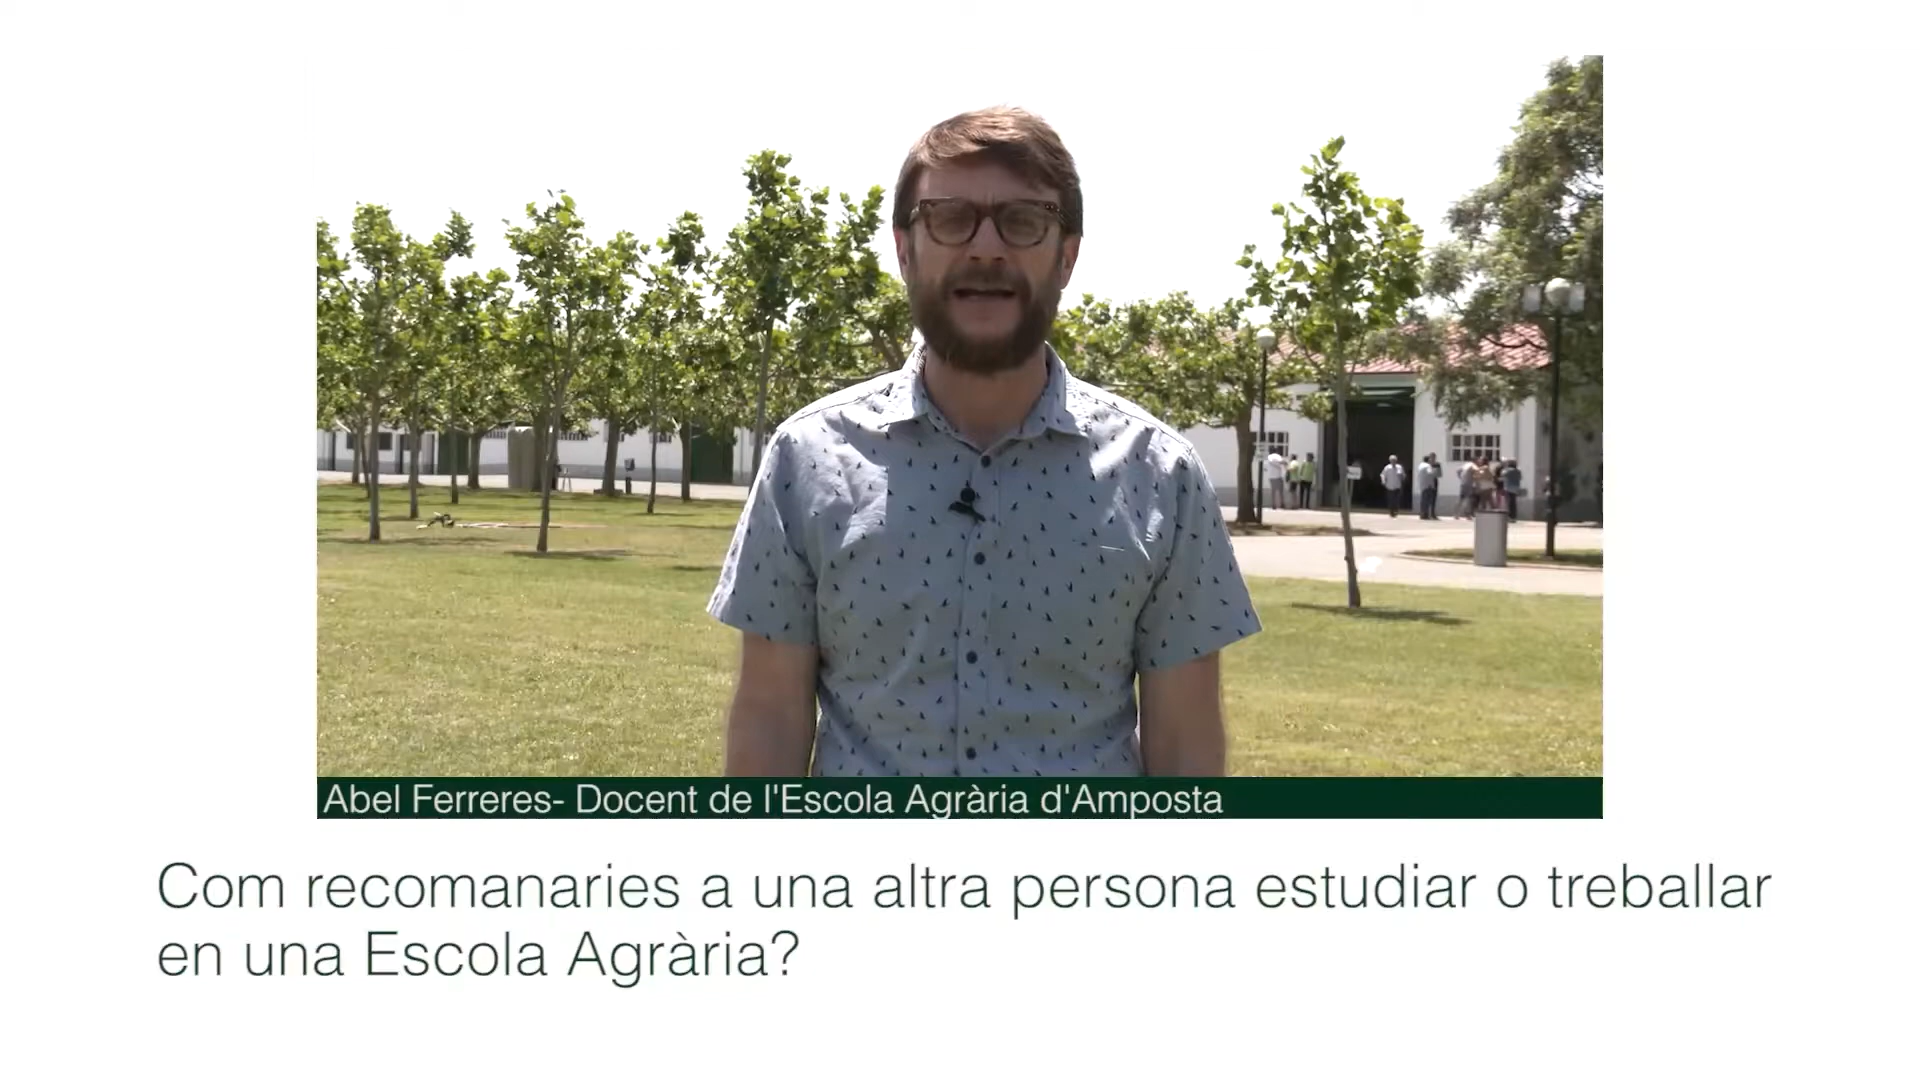 Abel Ferreres- Docent de l'Escola Agrària d'Amposta
Com recomanaries a una altra persona estudiar o treballar
en una Escola Agrària?